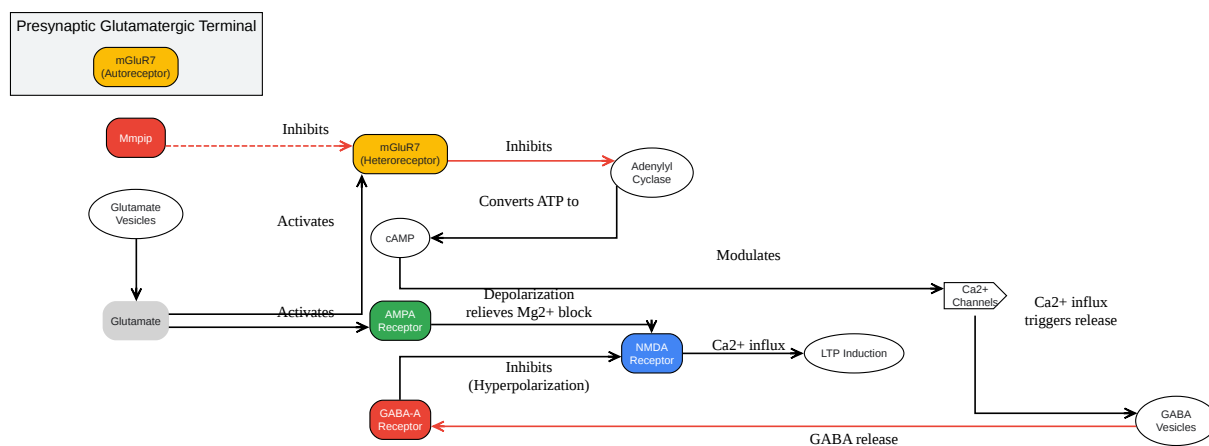 Presynaptic Glutamatergic Terminal
mGluR7
(Autoreceptor)
Mmpip
Inhibits
mGluR7
(Heteroreceptor)
Inhibits
Adenylyl
Cyclase
Glutamate
Vesicles
Activates
Converts ATP to
cAMP
Modulates
Glutamate
Activates
AMPA
Receptor
Depolarization
relieves Mg2+ block
Ca2+
Channels
Ca2+ influx
triggers release
NMDA
Receptor
Ca2+ influx
LTP Induction
Inhibits
(Hyperpolarization)
GABA-A
Receptor
GABA release
GABA
Vesicles